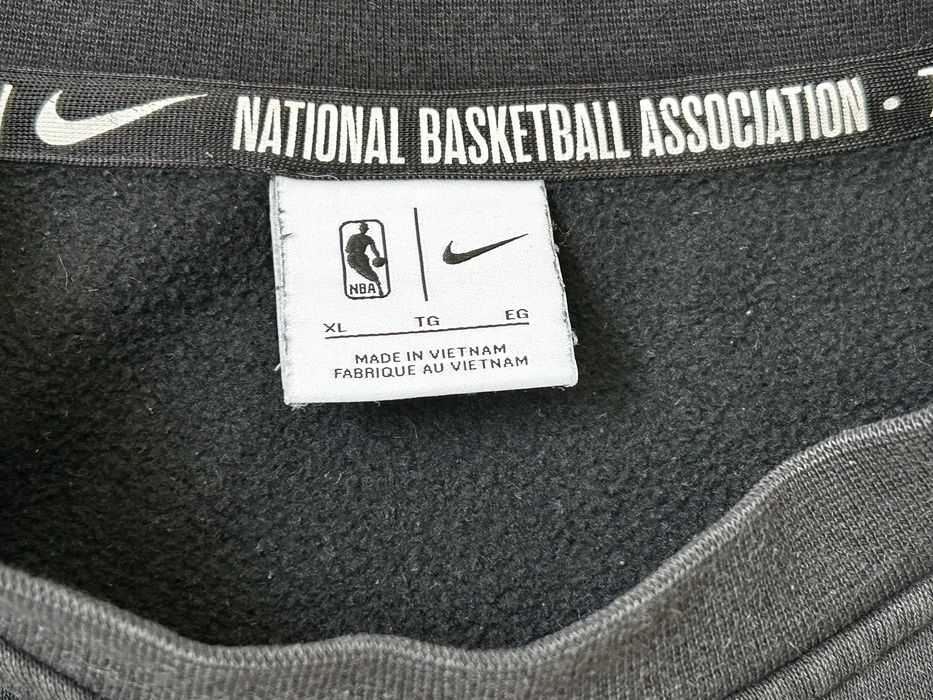 NATIONAL BASKETBALL ASSOCIATION •
NBA
XL TG EG
MADE IN VIETNAM
FABRIQUE AU VIETNAM